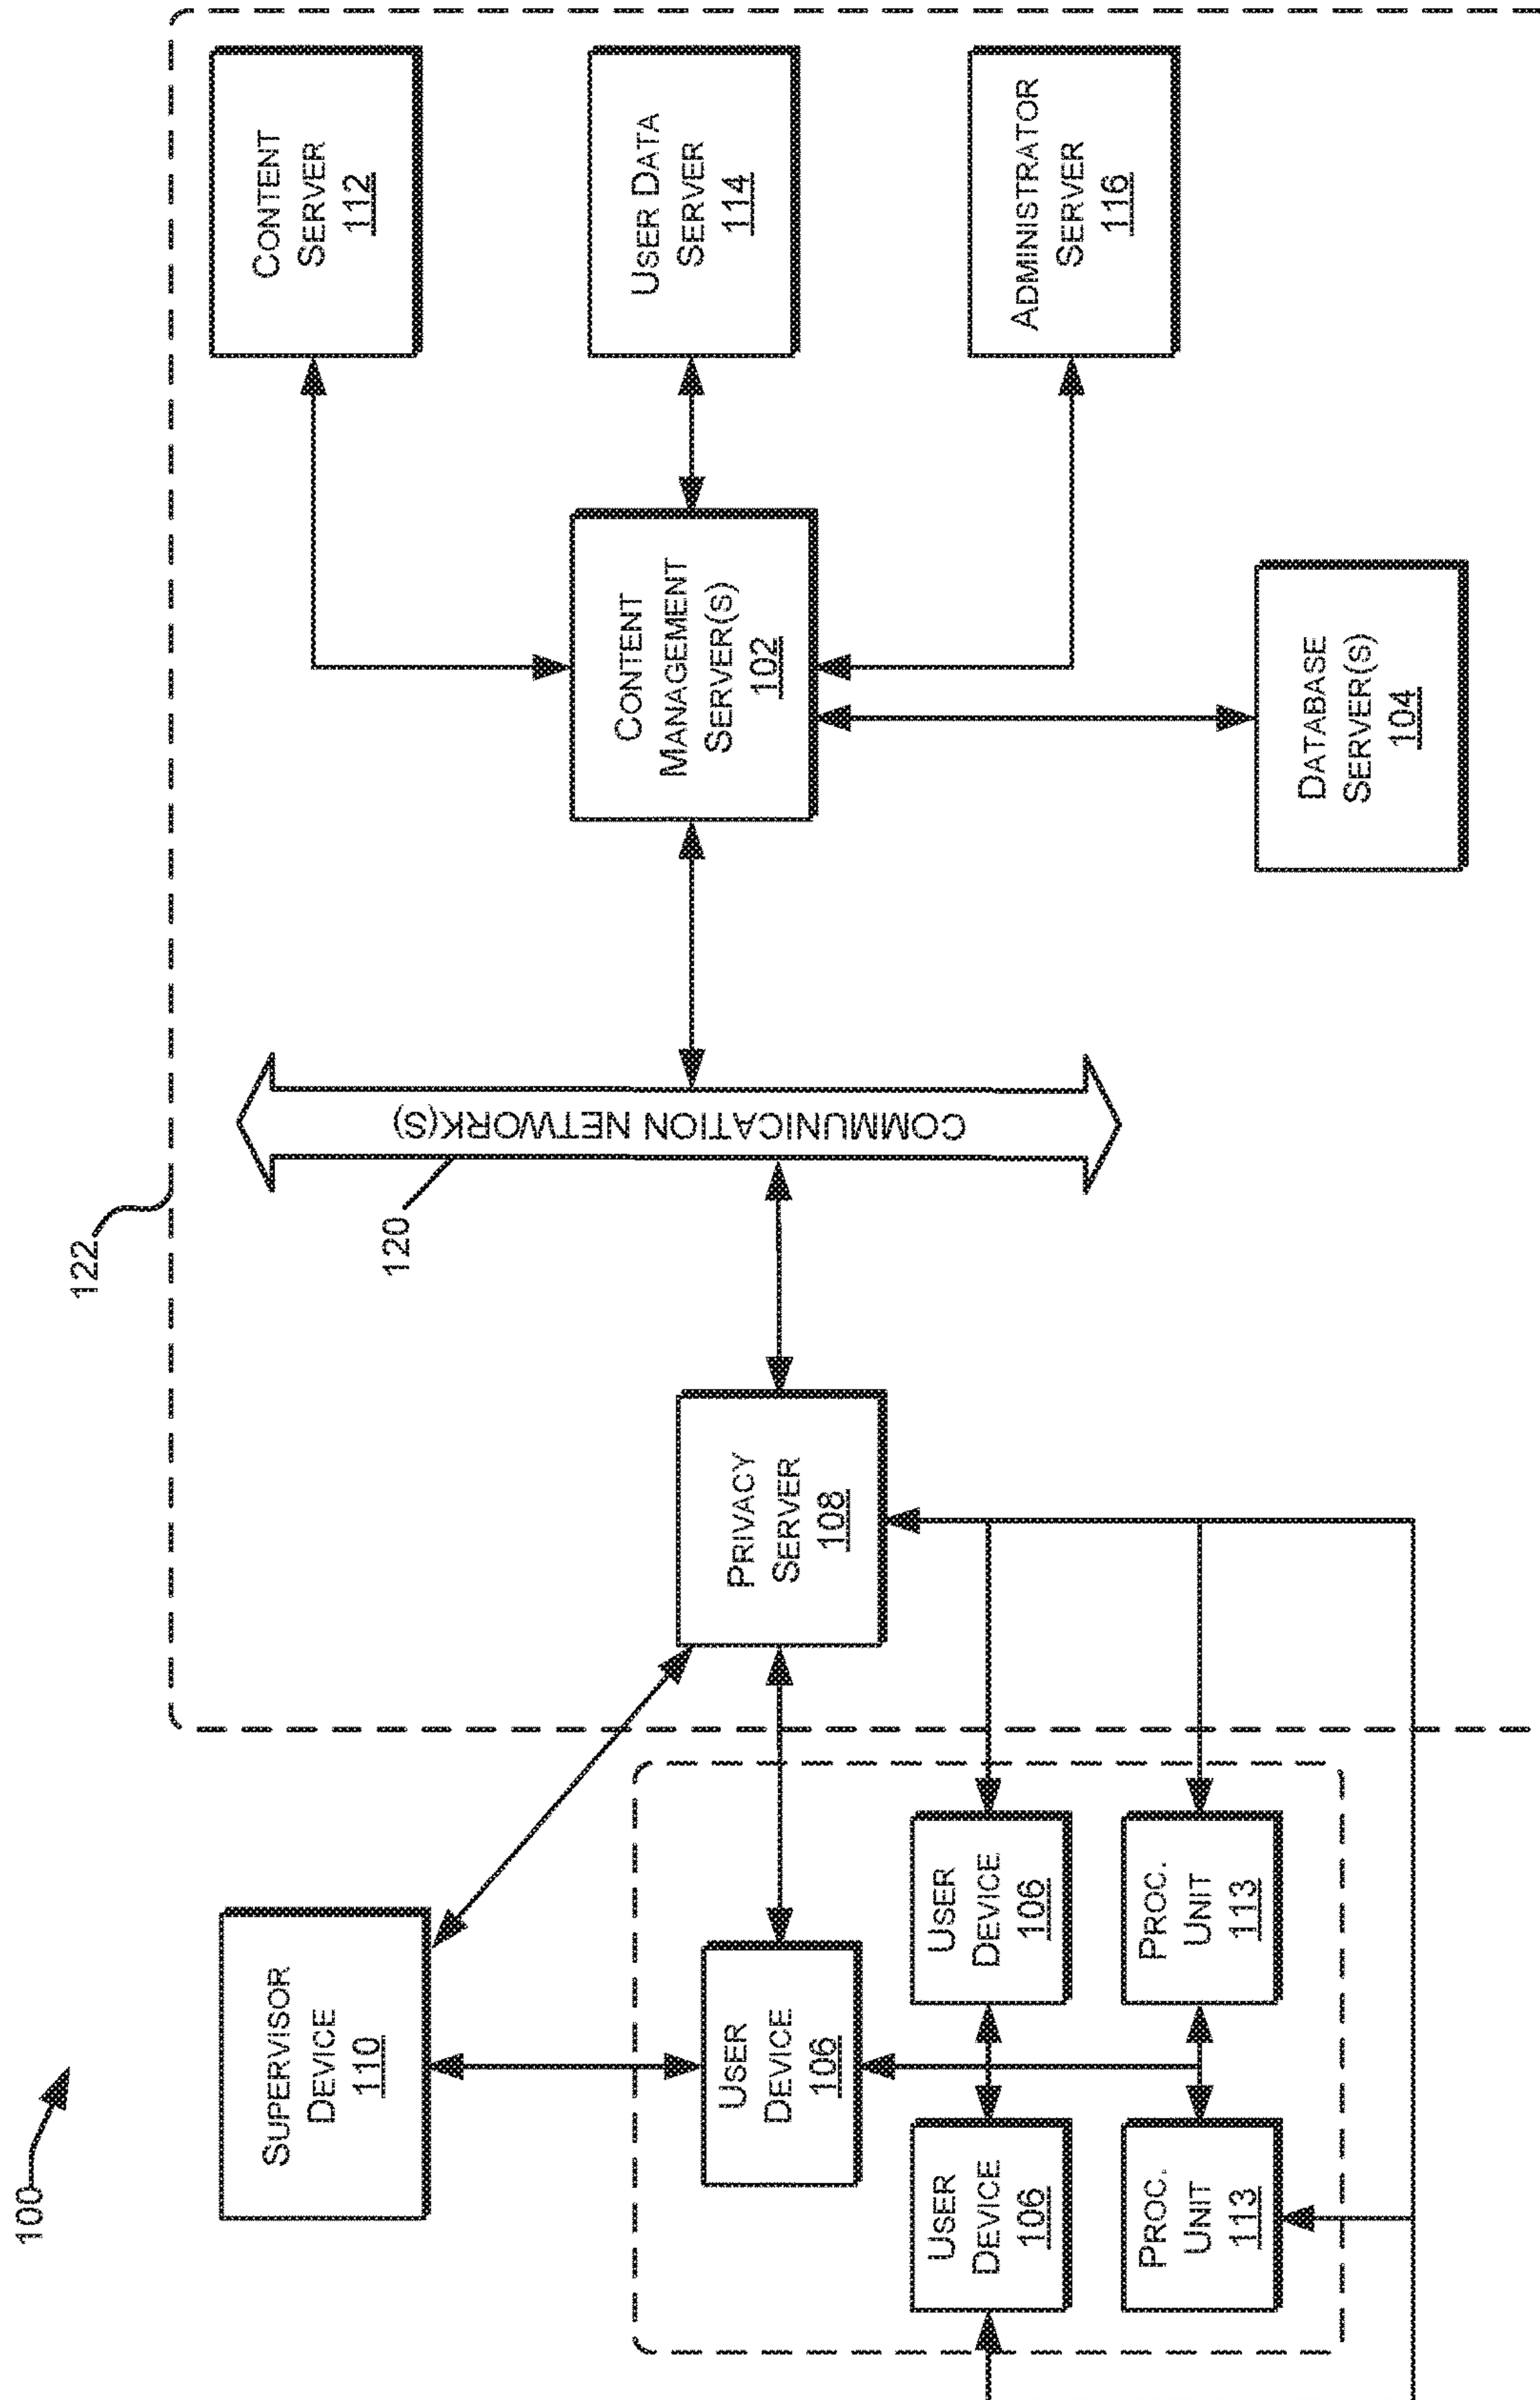 100
122
120
SUPERVISOR
DEVICE
110
USER
DEVICE
106
USER
DEVICE
106
USER
DEVICE
106
PROC.
UNIT
113
PROC.
UNIT
113
PRIVACY
SERVER
108
COMMUNICATION NETWORK(S)
CONTENT
MANAGEMENT
SERVER(S)
102
DATABASE
SERVER(S)
104
CONTENT
SERVER
112
USER DATA
SERVER
114
ADMINISTRATOR
SERVER
116